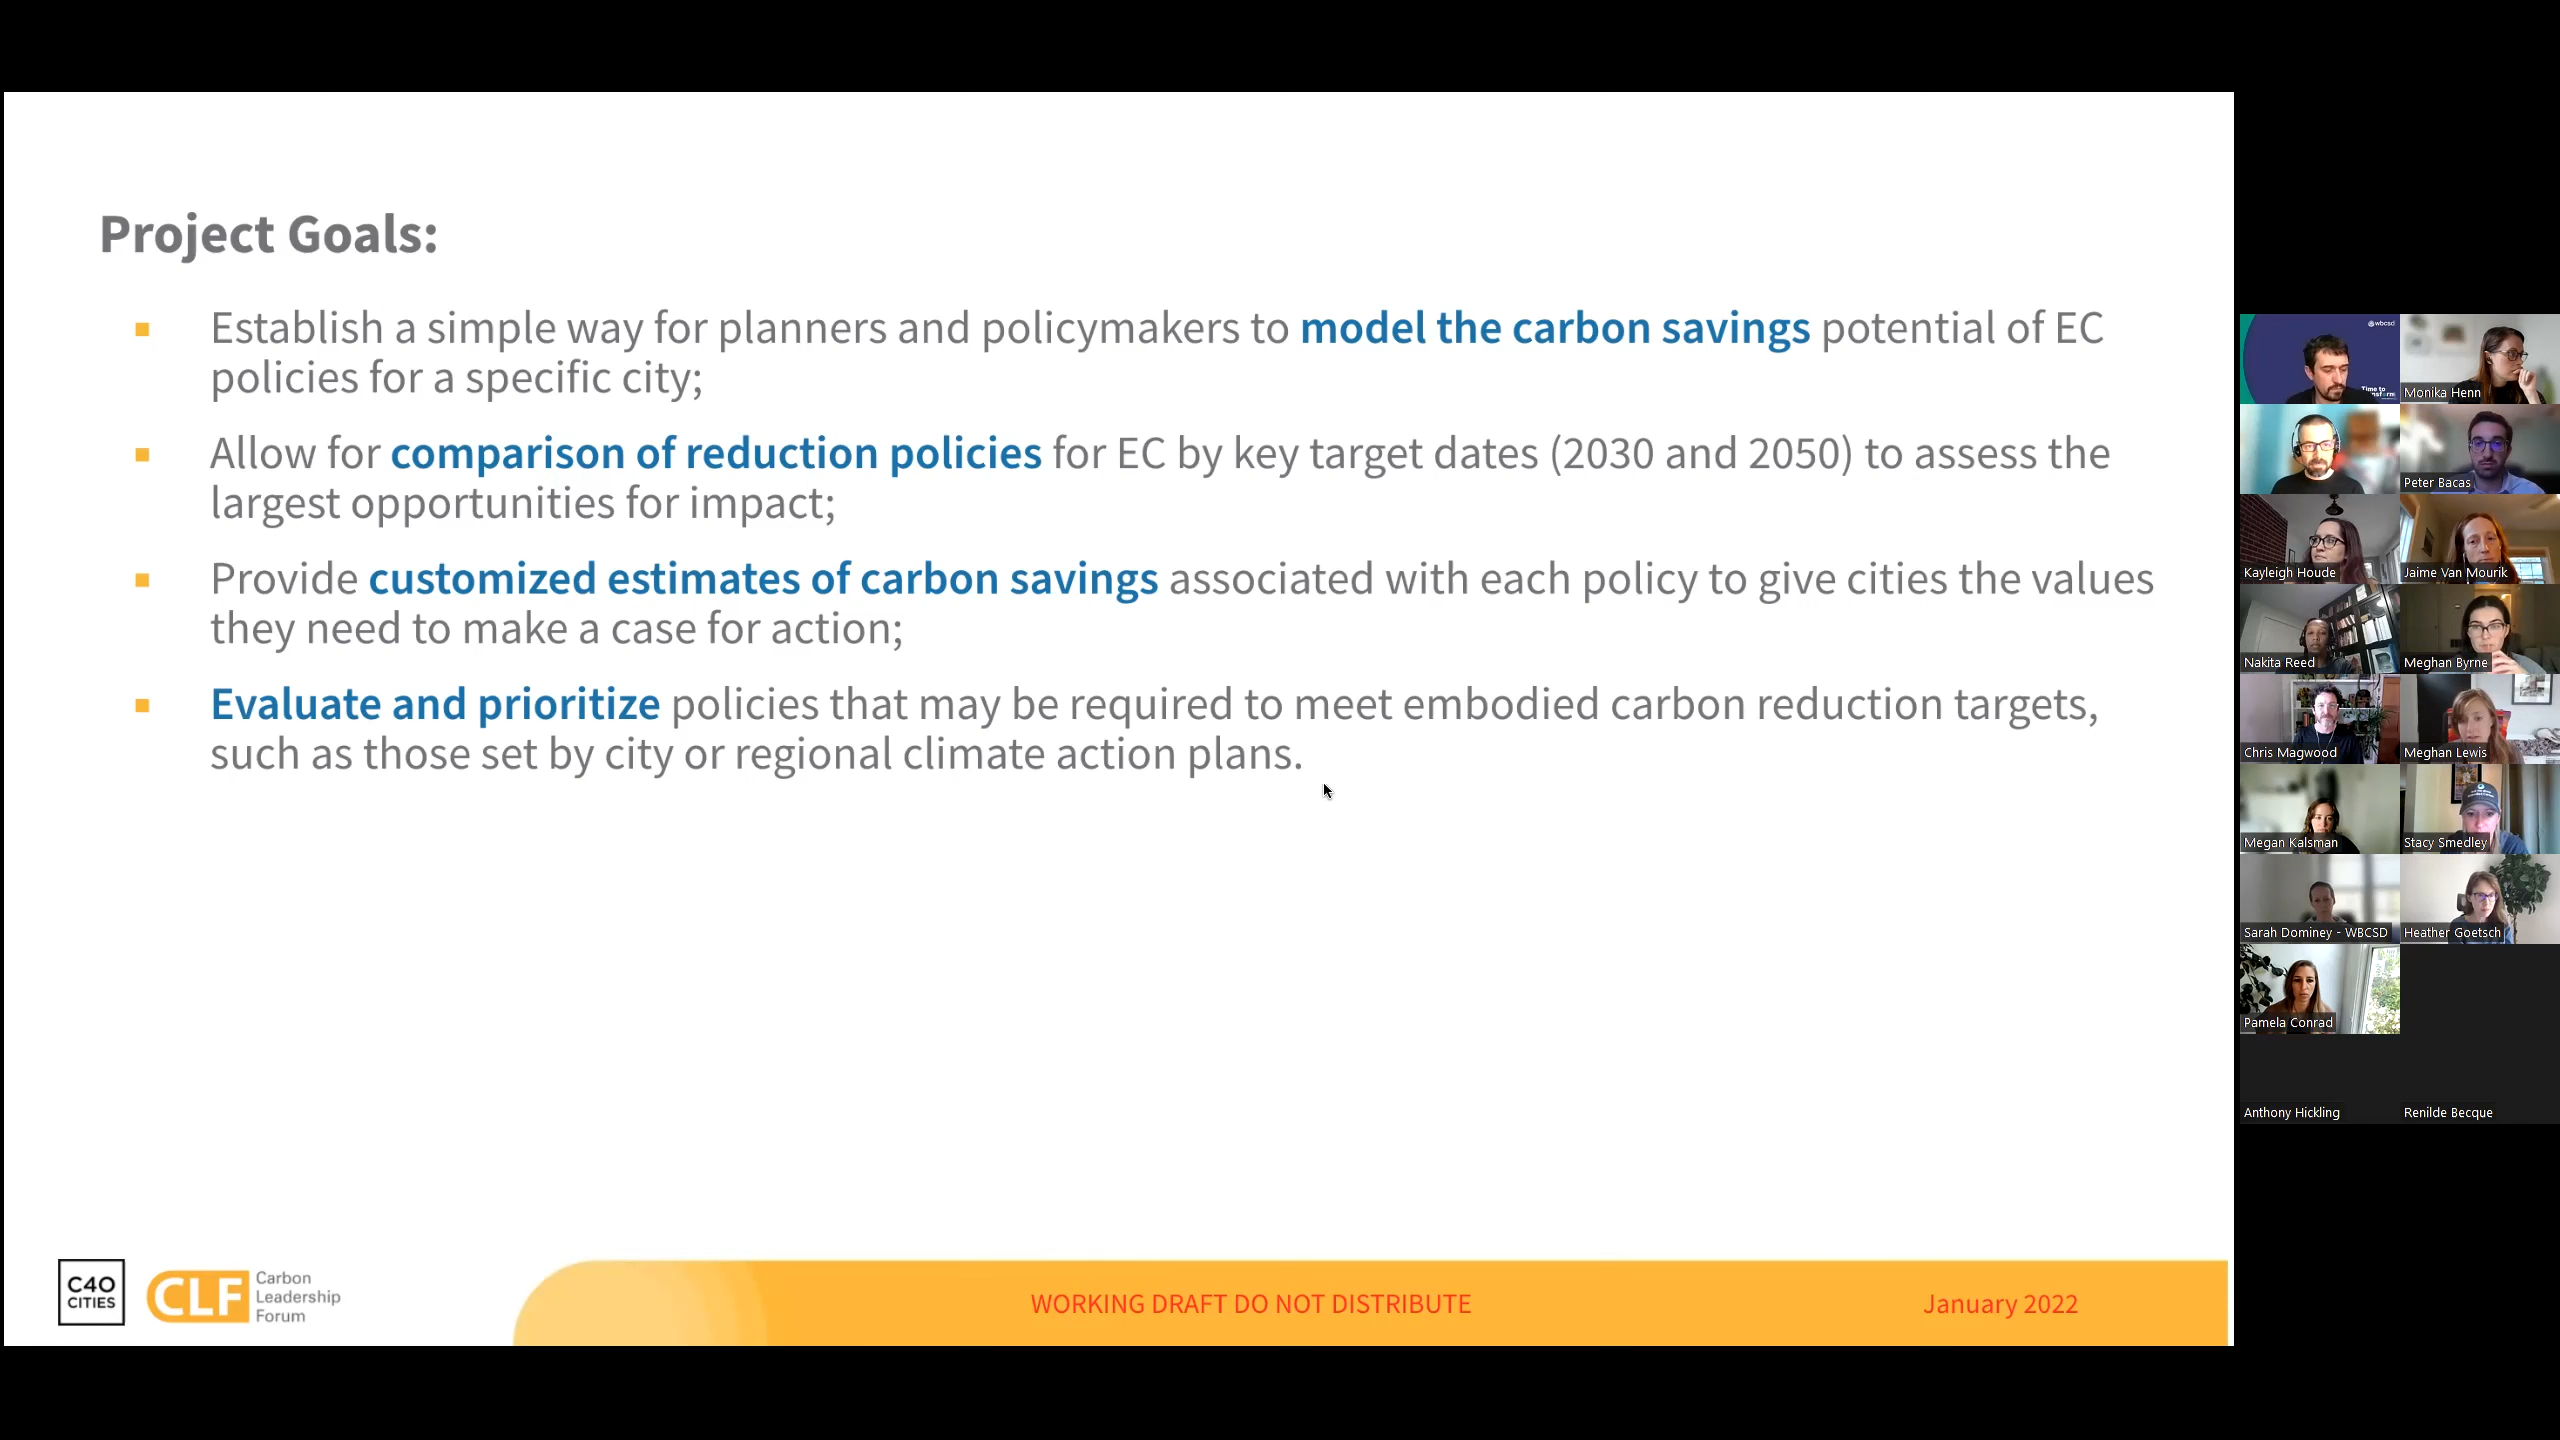 Project Goals:
Establish a simple way for planners and policymakers to model the carbon savings potential of EC
policies for a specific city;
Allow for comparison of reduction policies for EC by key target dates (2030 and 2050) to assess the
largest opportunities for impact;
Provide customized estimates of carbon savings associated with each policy to give cities the values
they need to make a case for action;
Evaluate and prioritize policies that may be required to meet embodied carbon reduction targets,
such as those set by city or regional climate action plans.
C40
CITIES
CLF
Carbon
Leadership
Forum
WORKING DRAFT DO NOT DISTRIBUTE
January 2022
wbcsd
Time to
Monika Henn
Peter Bacas
Kayleigh Houde
Jaime Van Mourik
Nakita Reed
Meghan Byrne
Chris Magwood
Meghan Lewis
Megan Kalsman
Stacy Smedley
Sarah Dominey - WBCSD
Heather Goetsch
Pamela Conrad
Anthony Hickling
Renilde Becque